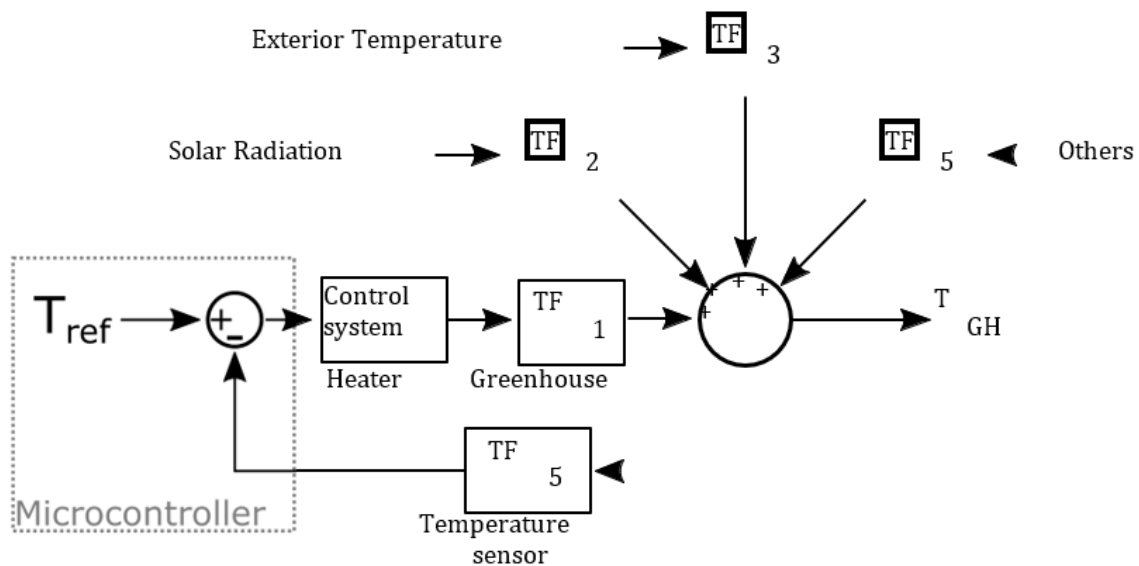 Exterior Temperature
TF
3
Solar Radiation
TF
2
TF
5
Others
+
+
+
+
T
GH
Tref
+
-
Control
system
Heater
TF
1
Greenhouse
TF
5
Temperature
sensor
Microcontroller